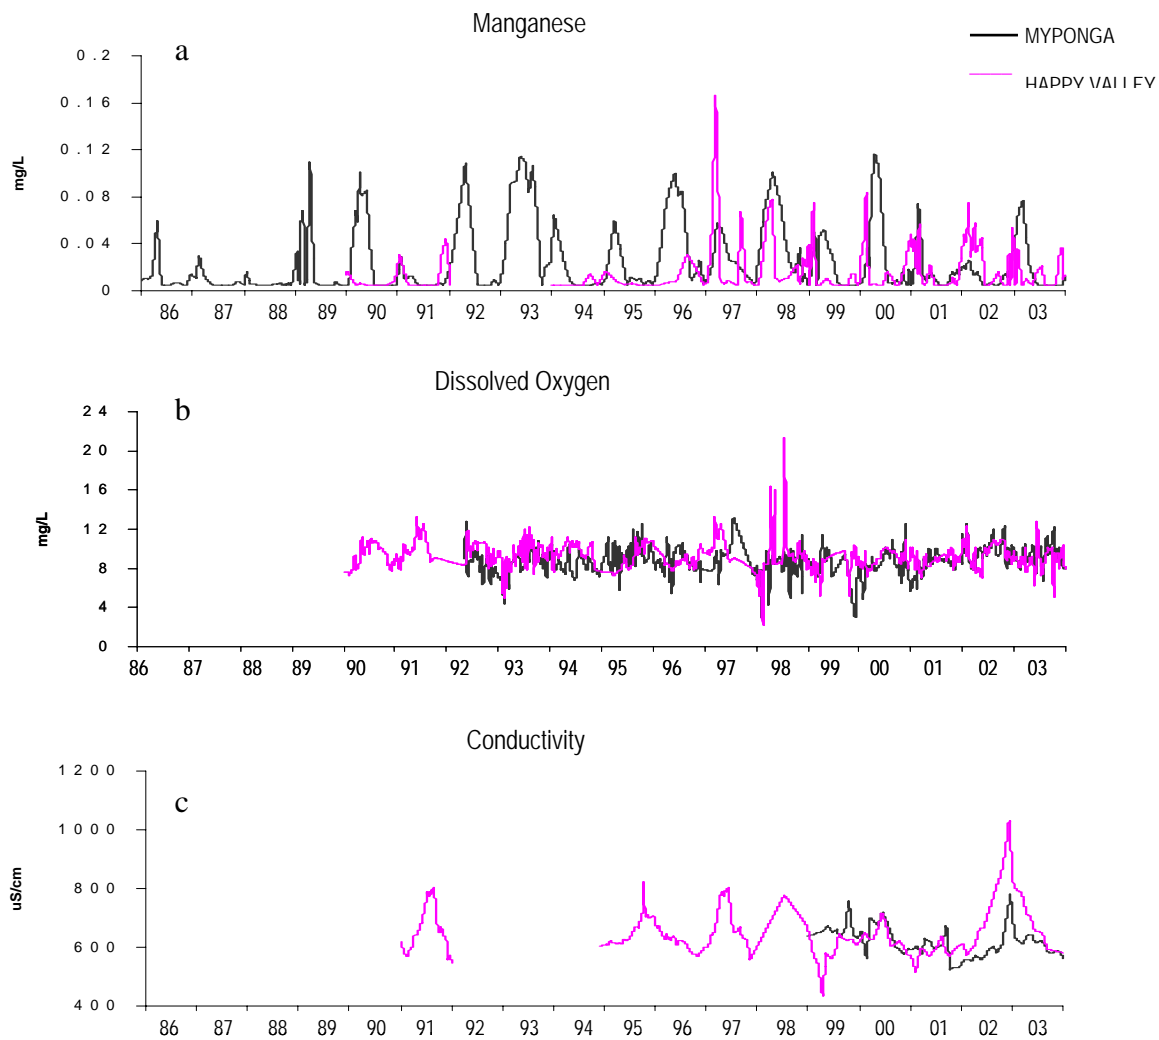 Manganese
a
MYPONGA
HAPPY VALLEY
0.2
0.16
0.12
0.08
0.04
0
mg/L
86 87 88 89 90 91 92 93 94 95 96 97 98 99 00 01 02 03
Dissolved Oxygen
b
24
20
16
12
8
4
0
mg/L
86 87 88 89 90 91 92 93 94 95 96 97 98 99 00 01 02 03
Conductivity
c
1200
1000
800
600
400
uS/cm
86 87 88 89 90 91 92 93 94 95 96 97 98 99 00 01 02 03